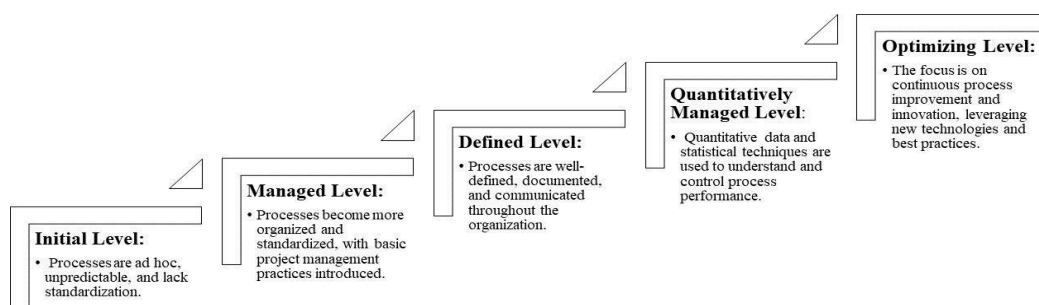 Initial Level:
• Processes are ad hoc,
unpredictable, and lack
standardization.
Managed Level:
• Processes become more
organized and
standardized, with basic
project management
practices introduced.
Defined Level:
• Processes are well-
defined, documented,
and communicated
throughout the
organization.
Quantitatively
Managed Level:
• Quantitative data and
statistical techniques are
used to understand and
control process
performance.
Optimizing Level:
• The focus is on
continuous process
improvement and
innovation, leveraging
new technologies and
best practices.